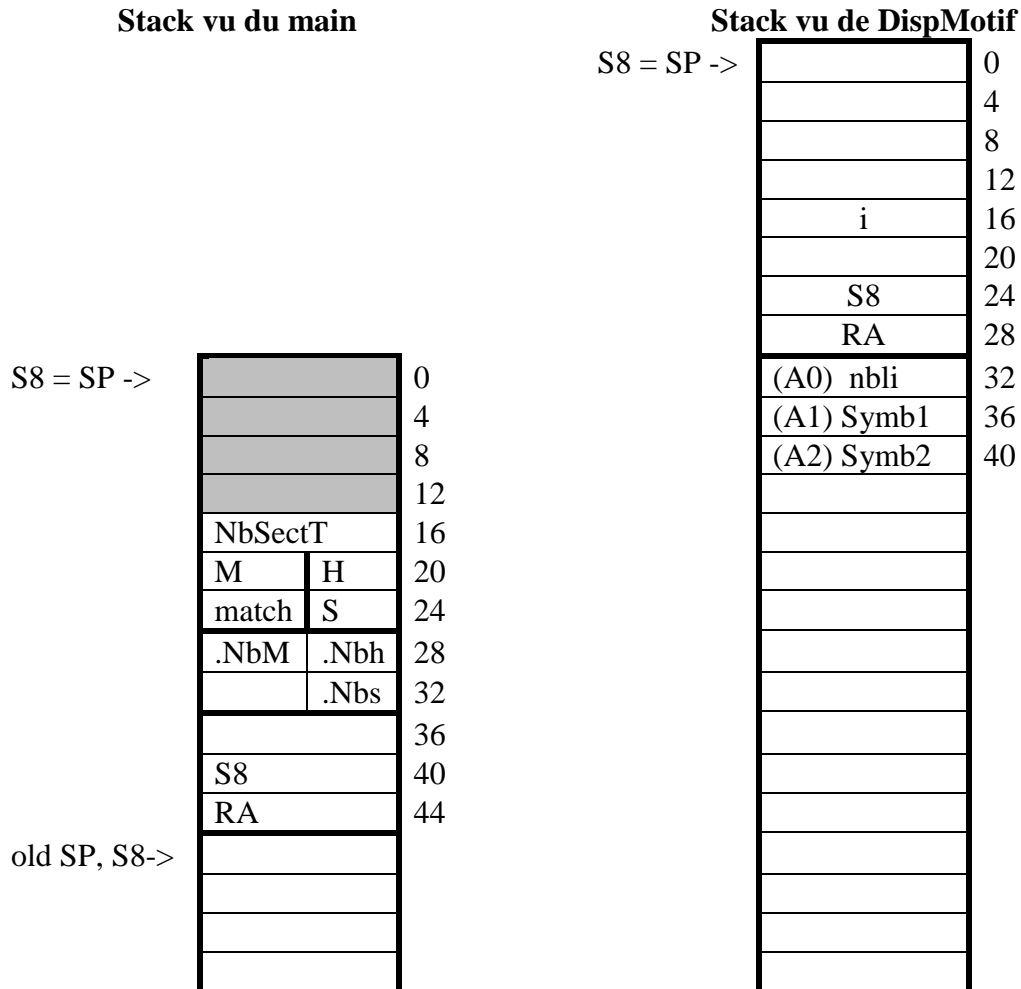 Stack vu du main Stack vu de DispMotif
S8 = SP -> 0
4
8
12
i 16
20
S8 24
RA 28
S8 = SP -> 0 (A0) nbli 32
4 (A1) Symb1 36
8 (A2) Symb2 40
12
NbSectT 16
M H 20
match S 24
.NbM .Nbh 28
.Nbs 32
36
S8 40
RA 44
old SP, S8->